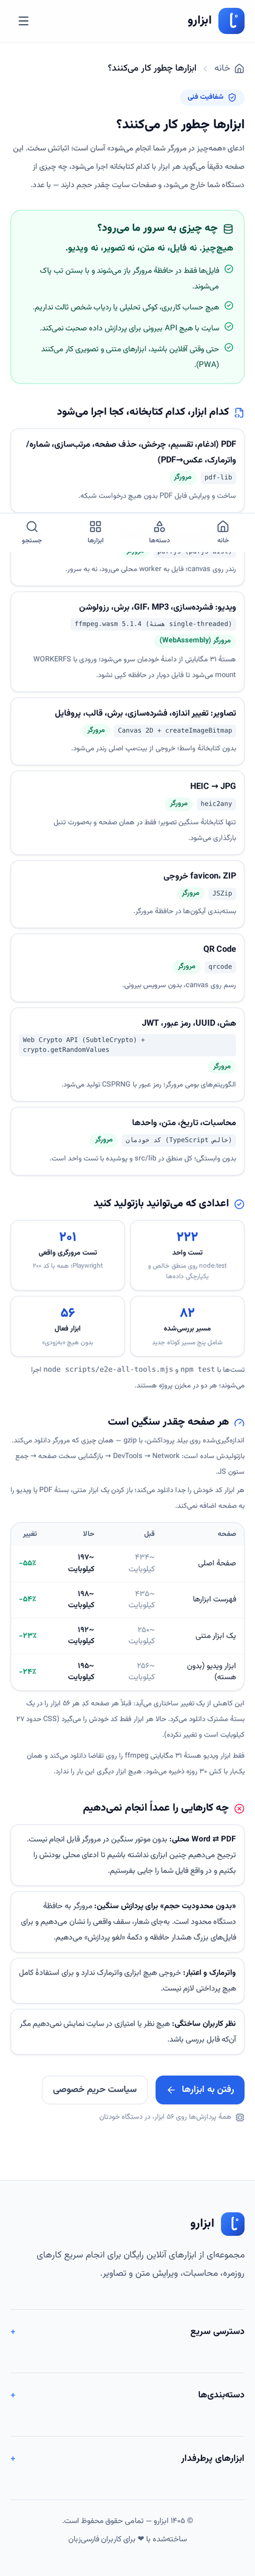 ابزارو
خانه
ابزارها چطور کار می‌کنند؟
شفافیت فنی
ابزارها چطور کار می‌کنند؟
ادعای «همه‌چیز در مرورگر شما انجام می‌شود» آسان است؛ اثباتش سخت. این
صفحه دقیقاً می‌گوید هر ابزار با کدام کتابخانه اجرا می‌شود، چه چیزی از
دستگاه شما خارج می‌شود، و صفحات سایت چقدر حجم دارند — با عدد.
چه چیزی به سرور ما می‌رود؟
هیچ‌چیز. نه فایل، نه متن، نه تصویر، نه ویدیو.
فایل‌ها فقط در حافظهٔ مرورگر باز می‌شوند و با بستن تب پاک
می‌شوند.
هیچ حساب کاربری، کوکی تحلیلی یا ردیاب شخص ثالث نداریم.
سایت با هیچ API بیرونی برای پردازش داده صحبت نمی‌کند.
حتی وقتی آفلاین باشید، ابزارهای متنی و تصویری کار می‌کنند
(PWA).
کدام ابزار، کدام کتابخانه، کجا اجرا می‌شود
PDF (ادغام، تقسیم، چرخش، حذف صفحه، مرتب‌سازی، شماره/
واترمارک، عکس→PDF)
pdf-lib
مرورگر
ساخت و ویرایش فایل PDF بدون هیچ درخواست شبکه.
خانه
دسته‌ها
ابزارها
جستجو
رندر روی canvas؛ فایل به worker محلی می‌رود، نه به سرور.
ویدیو: فشرده‌سازی، GIF، MP3، برش، رزولوشن
ffmpeg.wasm 5.1.4 (هستهٔ single-threaded)
مرورگر (WebAssembly)
هستهٔ ۳۱ مگابایتی از دامنهٔ خودمان سرو می‌شود؛ ورودی با WORKERFS
mount می‌شود تا فایل دوبار در حافظه کپی نشود.
تصاویر: تغییر اندازه، فشرده‌سازی، برش، قالب، پروفایل
Canvas 2D + createImageBitmap
مرورگر
بدون کتابخانهٔ واسط؛ خروجی از بیت‌مپ اصلی رندر می‌شود.
HEIC → JPG
heic2any
مرورگر
تنها کتابخانهٔ سنگین تصویر؛ فقط در همان صفحه و به‌صورت تنبل
بارگذاری می‌شود.
favicon، ZIP خروجی
JSZip
مرورگر
بسته‌بندی آیکون‌ها در حافظهٔ مرورگر.
QR Code
qrcode
مرورگر
رسم روی canvas، بدون سرویس بیرونی.
هش، UUID، رمز عبور، JWT
Web Crypto API (SubtleCrypto) +
crypto.getRandomValues
مرورگر
الگوریتم‌های بومی مرورگر؛ رمز عبور با CSPRNG تولید می‌شود.
محاسبات، تاریخ، متن، واحدها
کد خودمان (TypeScript خالص)
مرورگر
بدون وابستگی؛ کل منطق در src/lib و پوشیده با تست واحد است.
اعدادی که می‌توانید بازتولید کنید
۲۲۲
تست واحد
node:test روی منطق خالص و
یکپارچگی داده‌ها
۲۰۱
تست مرورگری واقعی
Playwright؛ همه با کد ۲۰۰
۸۲
مسیر بررسی‌شده
شامل پنج مسیر کوتاه جدید
۵۶
ابزار فعال
بدون هیچ «به‌زودی»
تست‌ها با npm test و node scripts/e2e-all-tools.mjs اجرا
می‌شوند؛ هر دو در مخزن پروژه هستند.
هر صفحه چقدر سنگین است
اندازه‌گیری‌شده روی بیلد پروداکشن، با gzip — همان چیزی که مرورگر دانلود می‌کند.
بازتولیدش ساده است: DevTools → Network → بازگشایی سخت صفحه → جمع
ستون JS.
هر ابزار کد خودش را جدا دانلود می‌کند؛ باز کردن یک ابزار متنی، بستهٔ PDF یا ویدیو را
به صفحه اضافه نمی‌کند.
صفحه
قبل
حالا
تغییر
صفحهٔ اصلی
~۴۳۴ کیلوبایت
~۱۹۷ کیلوبایت
-۵۵٪
فهرست ابزارها
~۴۳۵ کیلوبایت
~۱۹۸ کیلوبایت
-۵۴٪
یک ابزار متنی
~۲۵۰ کیلوبایت
~۱۹۲ کیلوبایت
-۲۳٪
ابزار ویدیو (بدون هسته)
~۲۵۶ کیلوبایت
~۱۹۵ کیلوبایت
-۲۴٪
این کاهش از یک تغییر ساختاری می‌آید: قبلاً هر صفحه کد هر ۵۶ ابزار را در یک
بستهٔ مشترک دانلود می‌کرد. حالا هر ابزار فقط کد خودش را می‌گیرد (CSS حدود ۲۷
کیلوبایت است و تغییر نکرده).
فقط ابزار ویدیو هستهٔ ۳۱ مگابایتی ffmpeg را روی تقاضا دانلود می‌کند و همان
یک‌بار با کش ۳۰ روزه ذخیره می‌شود. هیچ ابزار دیگری این بار را ندارد.
چه کارهایی را عمداً انجام نمی‌دهیم
PDF ⇄ Word محلی: بدون موتور سنگین در مرورگر قابل انجام نیست.
ترجیح می‌دهیم چنین ابزاری نداشته باشیم تا ادعای محلی بودنش را
بکنیم و در واقع فایل شما را جایی بفرستیم.
«بدون محدودیت حجم» برای پردازش سنگین: مرورگر به حافظهٔ
دستگاه محدود است. به‌جای شعار، سقف واقعی را نشان می‌دهیم و برای
فایل‌های بزرگ هشدار حافظه و دکمهٔ «لغو پردازش» می‌دهیم.
واترمارک و اعتبار: خروجی هیچ ابزاری واترمارک ندارد و برای استفادهٔ کامل
هیچ پرداختی لازم نیست.
نظر کاربران ساختگی: هیچ نظر یا امتیازی در سایت نمایش نمی‌دهیم مگر
آن‌که قابل بررسی باشد.
رفتن به ابزارها
سیاست حریم خصوصی
همهٔ پردازش‌ها روی ۵۶ ابزار، در دستگاه خودتان
ابزارو
مجموعه‌ای از ابزارهای آنلاین رایگان برای انجام سریع کارهای
روزمره، محاسبات، ویرایش متن و تصاویر.
دسترسی سریع
+
دسته‌بندی‌ها
+
ابزارهای پرطرفدار
+
© ۱۴۰۵ ابزارو — تمامی حقوق محفوظ است.
ساخته‌شده با ❤ برای کاربران فارسی‌زبان